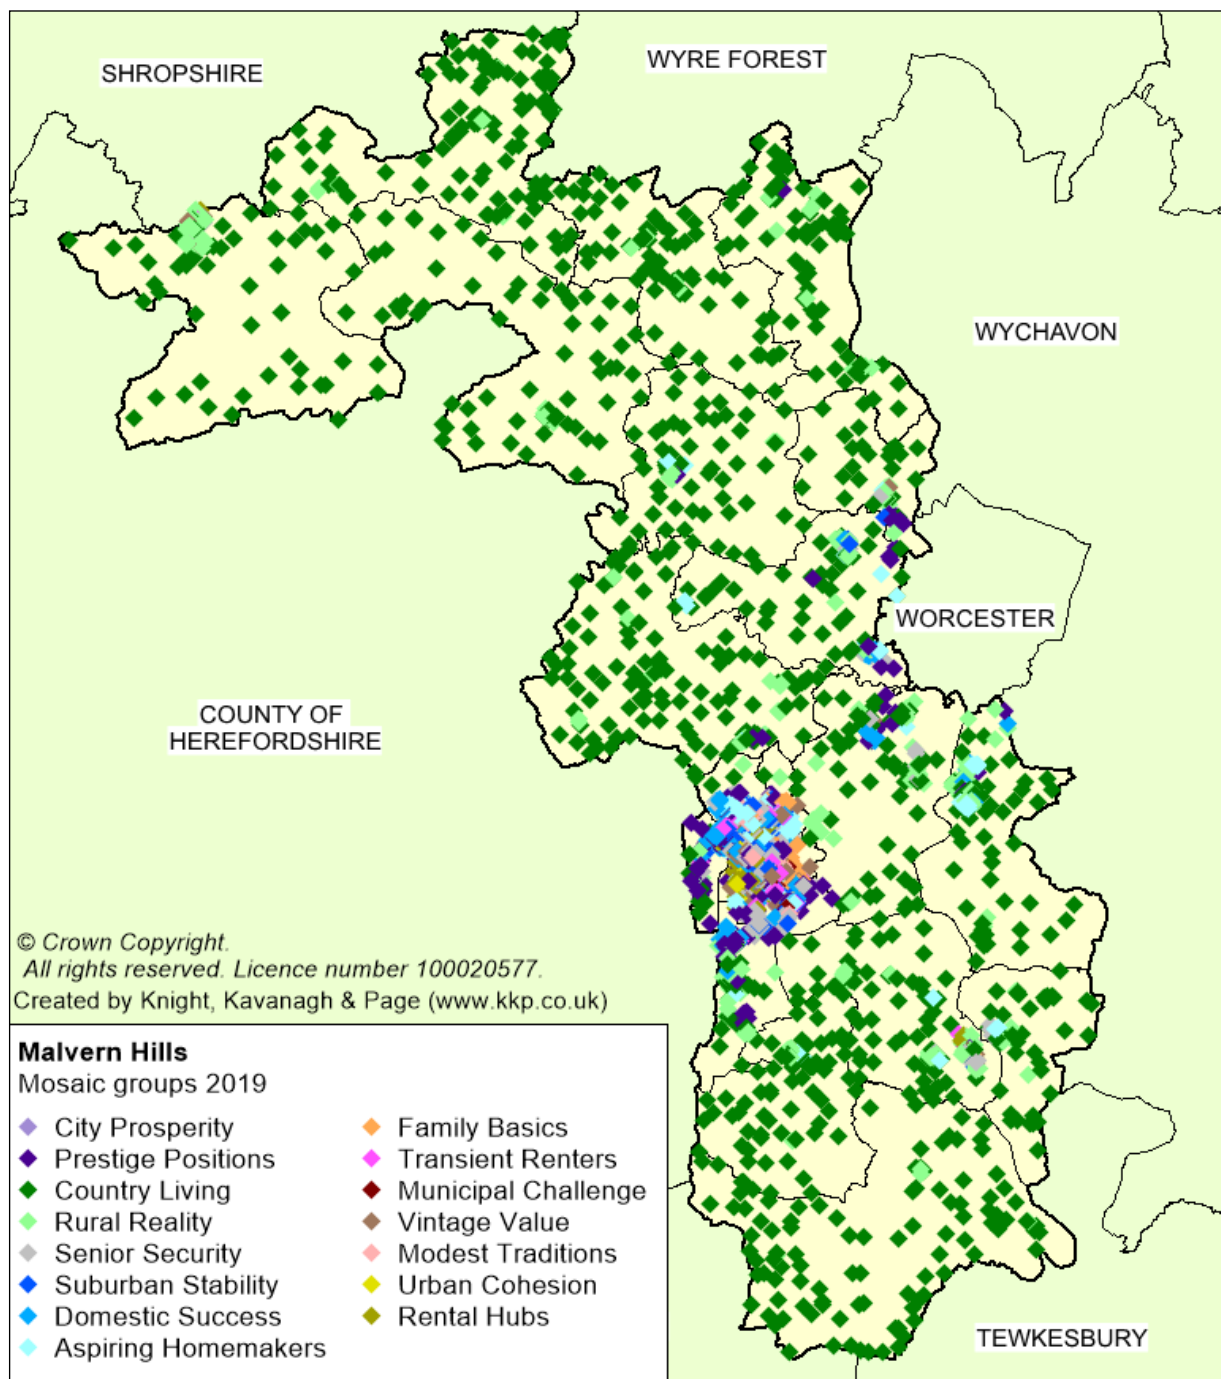 SHROPSHIRE
WYRE FOREST
WYCHAVON
WORCESTER
COUNTY OF
HEREFORDSHIRE
© Crown Copyright.
All rights reserved. Licence number 100020577.
Created by Knight, Kavanagh & Page (www.kkp.co.uk)
Malvern Hills
Mosaic groups 2019
City Prosperity
Prestige Positions
Country Living
Rural Reality
Senior Security
Suburban Stability
Domestic Success
Aspiring Homemakers
Family Basics
Transient Renters
Municipal Challenge
Vintage Value
Modest Traditions
Urban Cohesion
Rental Hubs
TEWKESBURY